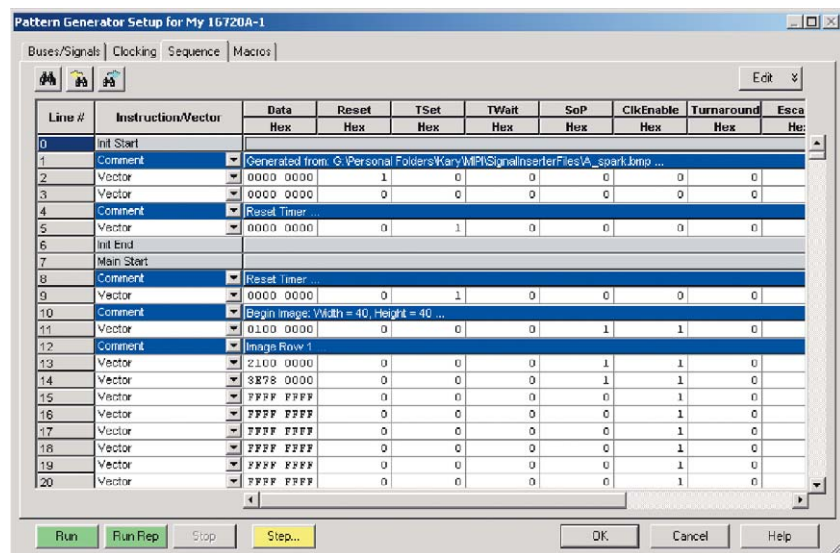 Pattern Generator Setup for My 16720A-1
Buses/Signals Clocking Sequence Macros
Edit
Line # Instruction/Vector Data Reset TSet TWait SoP ClkEnable Turnaround Esca
Hex Hex Hex Hex Hex Hex Hex He
0 Init Start
1 Comment Generated from: G:\Personal Folders\Kary\MIPI\SignalInserterFiles\A_spark.bmp ...
2 Vector 0000 0000 1 0 0 0 0 0
3 Vector 0000 0000 0 0 0 0 0 0
4 Comment Reset Timer ...
5 Vector 0000 0000 0 1 0 0 0 0
6 Init End
7 Main Start
8 Comment Reset Timer ...
9 Vector 0000 0000 0 1 0 0 0 0
10 Comment Begin Image: Width = 40, Height = 40 ...
11 Vector 0100 0000 0 0 0 1 1 0
12 Comment Image Row 1 ...
13 Vector 2100 0000 0 0 0 1 1 0
14 Vector 3E78 0000 0 0 0 1 1 0
15 Vector FFFF FFFF 0 0 0 0 1 0
16 Vector FFFF FFFF 0 0 0 0 1 0
17 Vector FFFF FFFF 0 0 0 0 1 0
18 Vector FFFF FFFF 0 0 0 0 1 0
19 Vector FFFF FFFF 0 0 0 0 1 0
20 Vector FFFF FFFF 0 0 0 0 1 0
Run Run Rep Stop Step... OK Cancel Help